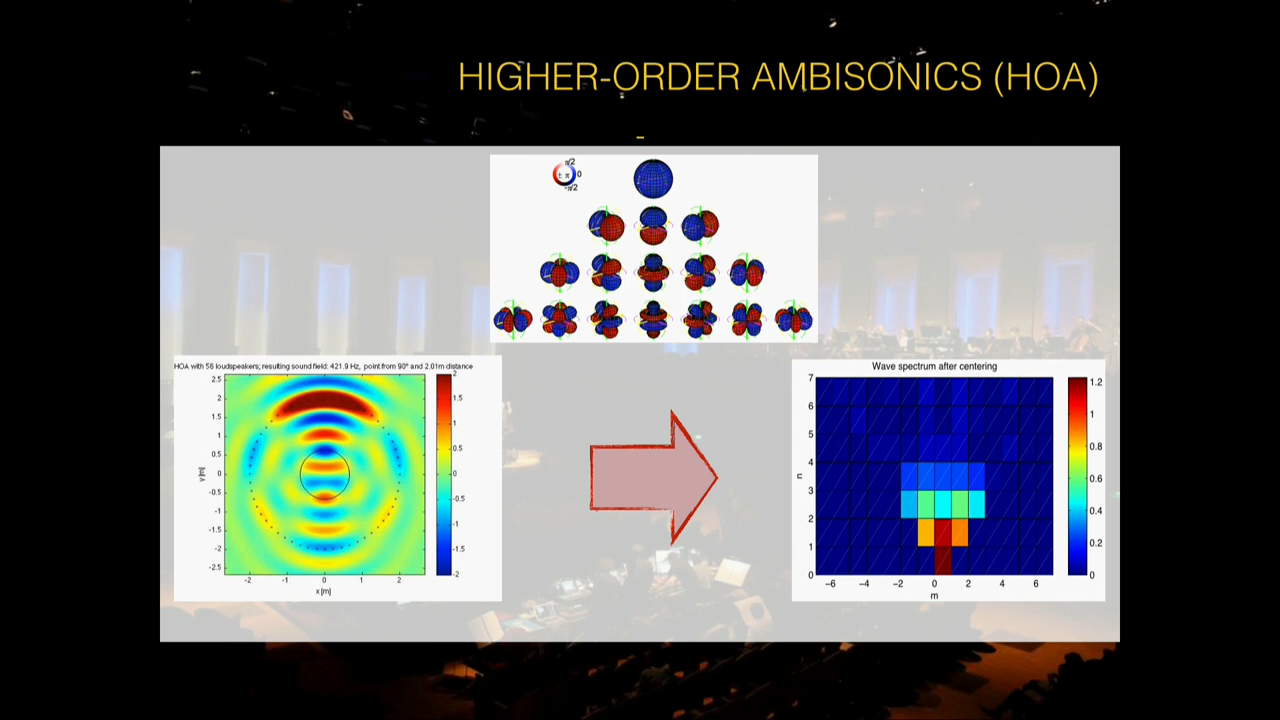 HIGHER-ORDER AMBISONICS (HOA)
π/2
± π 0
-π/2
HOA with 56 loudspeakers; resulting sound field: 421.9 Hz, point from 90° and 2.01m distance
2.5
2
1.5
1
0.5
0
-0.5
-1
-1.5
-2
-2.5
y [m]
-2 -1 0 1 2
x [m]
2
1.5
1
0.5
0
-0.5
-1
-1.5
-2
Wave spectrum after centering
7
6
5
4
3
2
1
0
n
−6 −4 −2 0 2 4 6
m
1.2
1
0.8
0.6
0.4
0.2
0